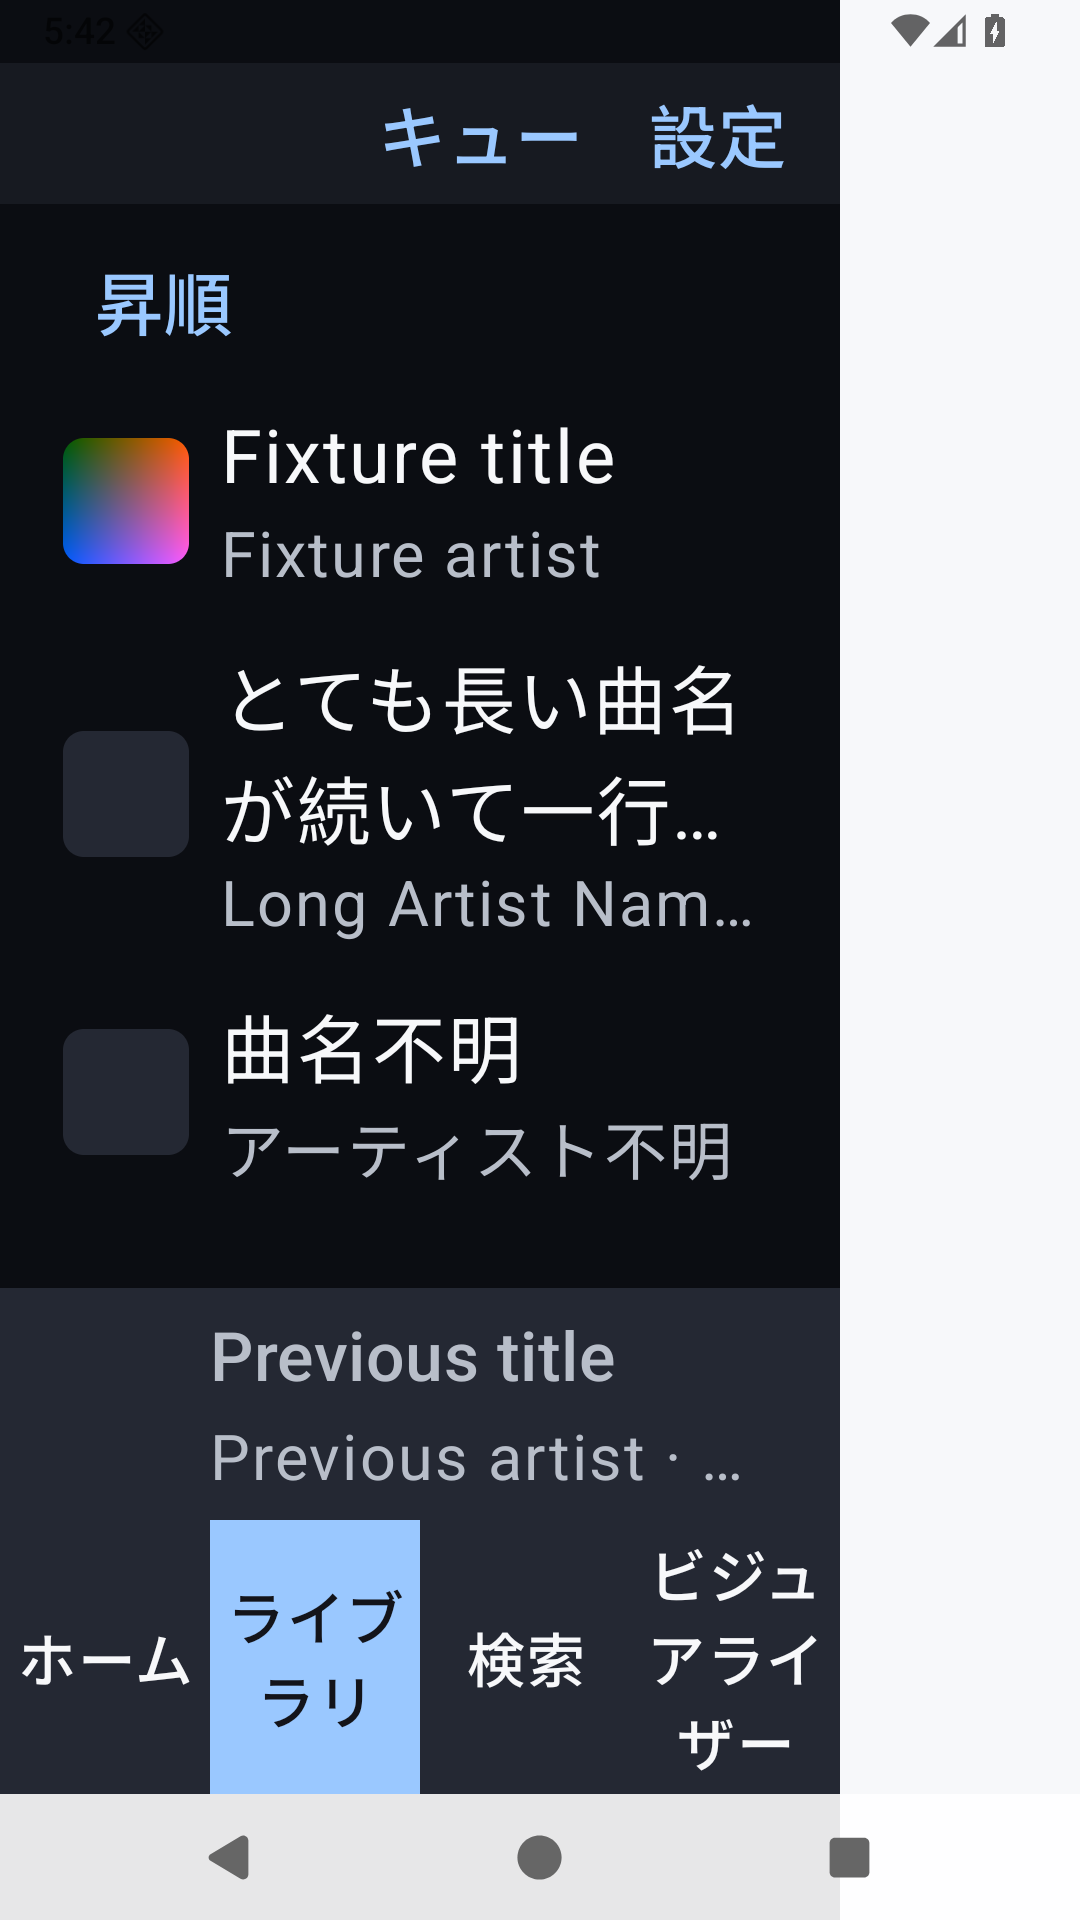 5:42
キュー 設定
昇順
Fixture title
Fixture artist
とても長い曲名
が続いて一行…
Long Artist Nam…
曲名不明
アーティスト不明
Previous title
Previous artist · …
ホーム
ライブ
ラリ
検索
ビジュ
アライ
ザー